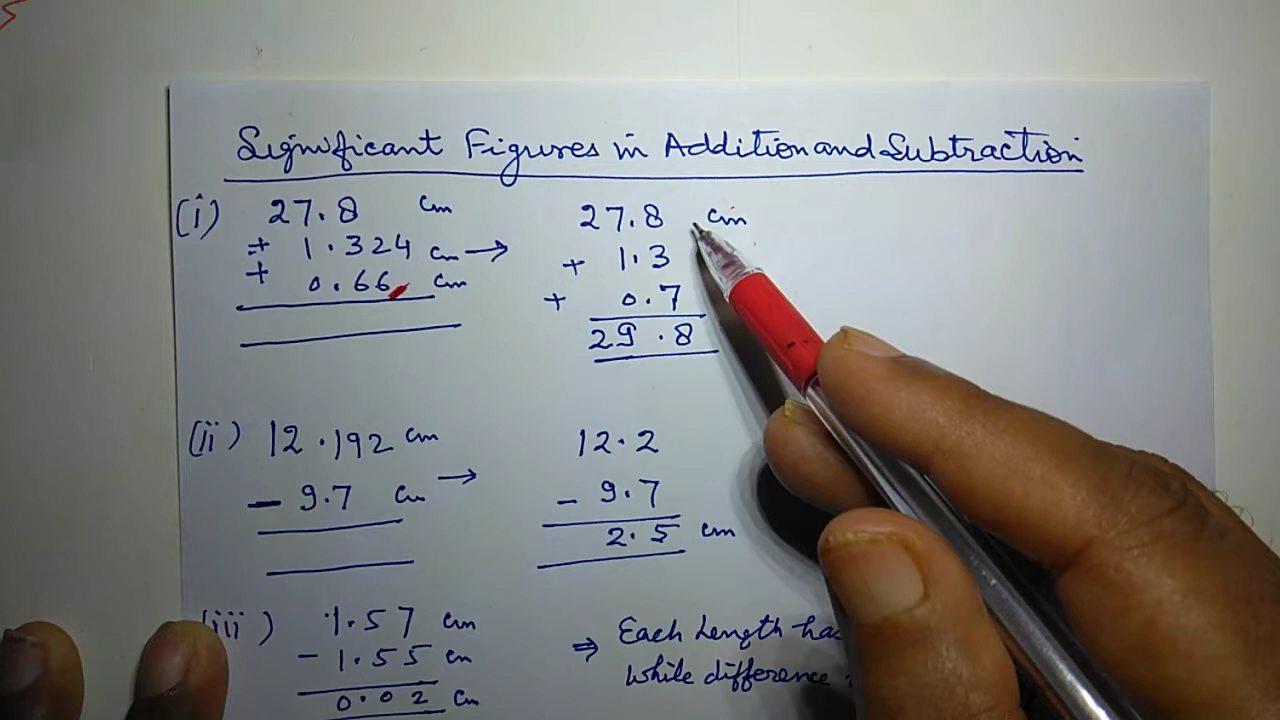 Significant Figures in Addition and Subtraction
(i) 27.8 cm
+ 1.324 cm →
+ 0.66 cm
27.8 cm
+ 1.3
+ 0.7
29.8
(ii) 12.192 cm
- 9.7 cm →
12.2
- 9.7
2.5 cm
(iii) 1.57 cm
- 1.55 cm
0.02 cm
⇒ Each Length
While difference